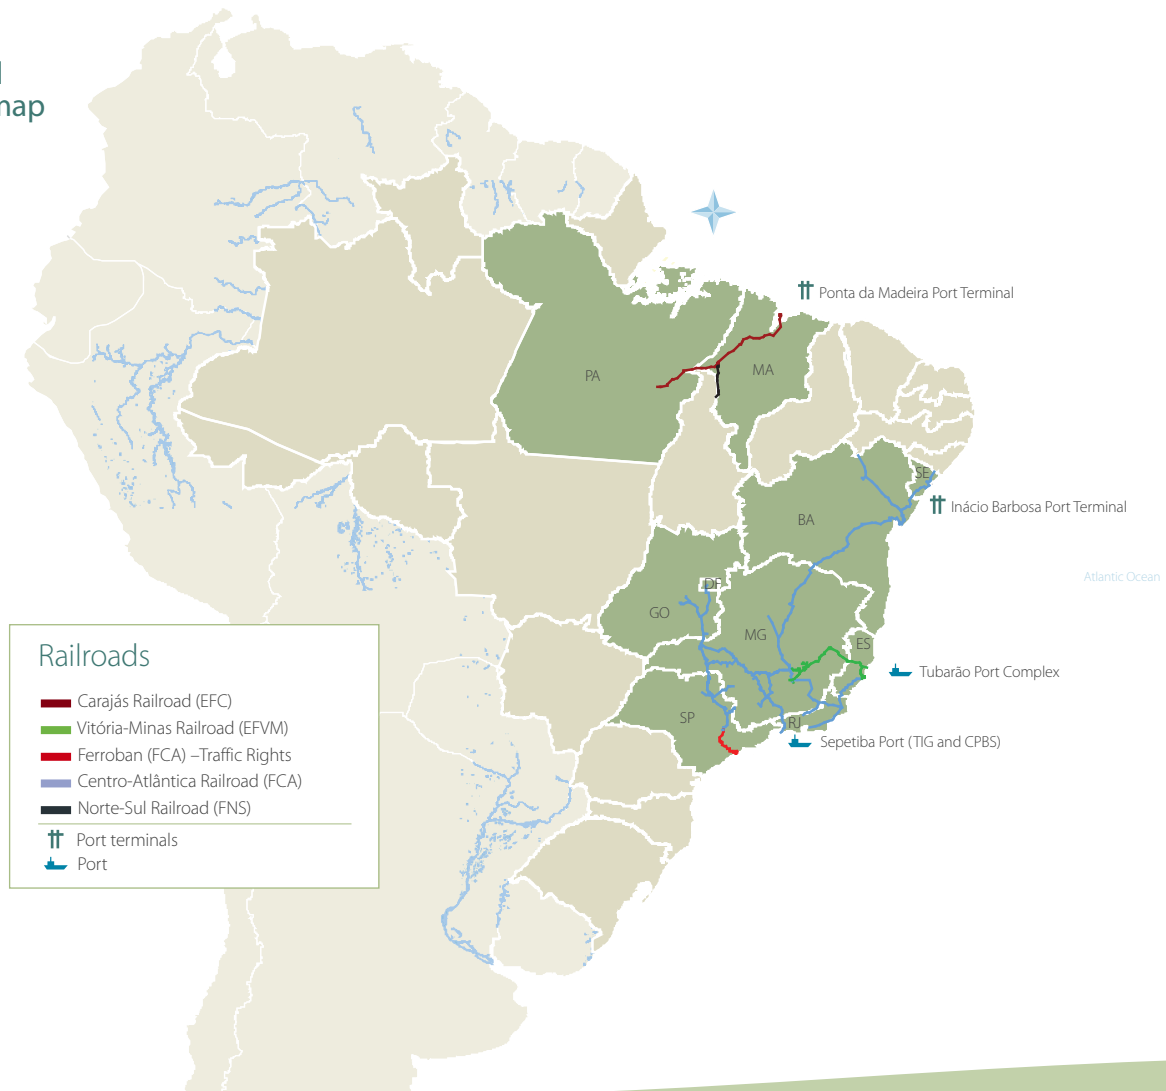 Ponta da Madeira Port Terminal
PA
MA
SE
Inácio Barbosa Port Terminal
BA
Atlantic Ocean
DF
GO
MG
ES
Tubarão Port Complex
SP
RJ
Sepetiba Port (TIG and CPBS)
Railroads
Carajás Railroad (EFC)
Vitória-Minas Railroad (EFVM)
Ferroban (FCA) –Traffic Rights
Centro-Atlântica Railroad (FCA)
Norte-Sul Railroad (FNS)
Port terminals
Port